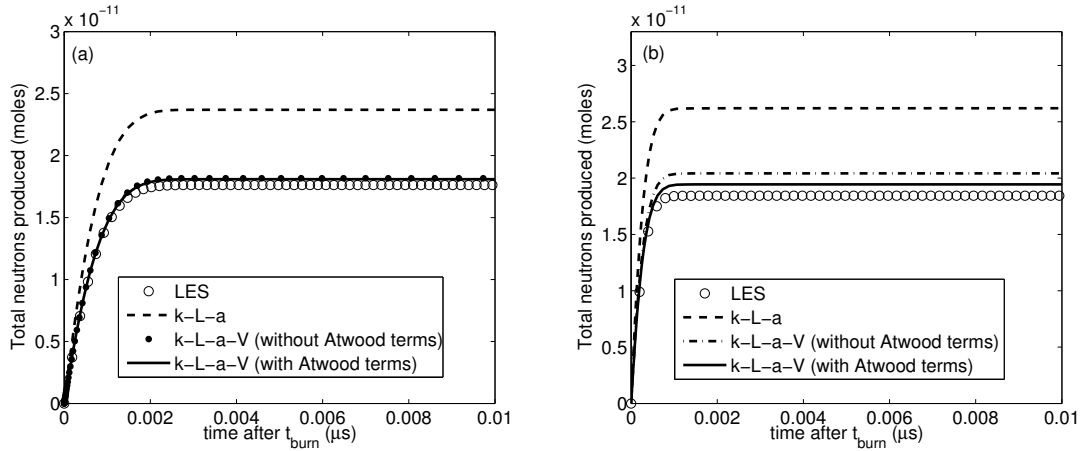 x 10⁻¹¹
(a)
3
2.5
2
1.5
1
0.5
0
Total neutrons produced (moles)
LES
k−L−a
k−L−a−V (without Atwood terms)
k−L−a−V (with Atwood terms)
0 0.002 0.004 0.006 0.008 0.01
time after t_burn (μs)
x 10⁻¹¹
(b)
3
2.5
2
1.5
1
0.5
0
Total neutrons produced (moles)
LES
k−L−a
k−L−a−V (without Atwood terms)
k−L−a−V (with Atwood terms)
0 0.002 0.004 0.006 0.008 0.01
time after t_burn (μs)